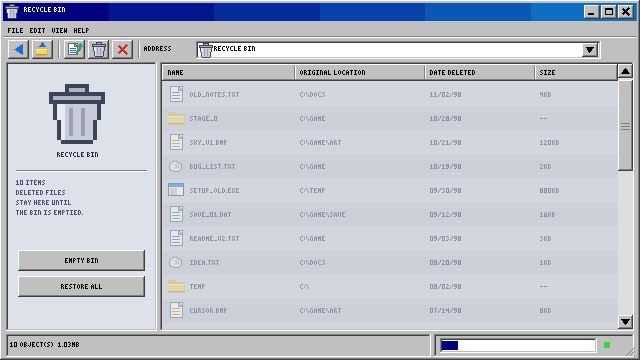 RECYCLE BIN
FILE EDIT VIEW HELP
ADDRESS RECYCLE BIN
NAME ORIGINAL LOCATION DATE DELETED SIZE
OLD_NOTES.TXT C:\DOCS 11/02/98 4KB
STAGE_0 C:\GAME 10/28/98 --
SKY_V1.BMP C:\GAME\ART 10/21/98 120KB
BUG_LIST.TXT C:\GAME 10/19/98 2KB
SETUP_OLD.EXE C:\TEMP 09/30/98 880KB
SAVE_01.DAT C:\GAME\SAVE 09/12/98 16KB
README_V2.TXT C:\GAME 09/03/98 3KB
IDEA.TXT C:\DOCS 08/20/98 1KB
TEMP C:\ 08/02/98 --
CURSOR.BMP C:\GAME\ART 07/14/98 8KB
RECYCLE BIN
10 ITEMS
DELETED FILES
STAY HERE UNTIL
THE BIN IS EMPTIED.
EMPTY BIN
RESTORE ALL
10 OBJECT(S) 1.03MB